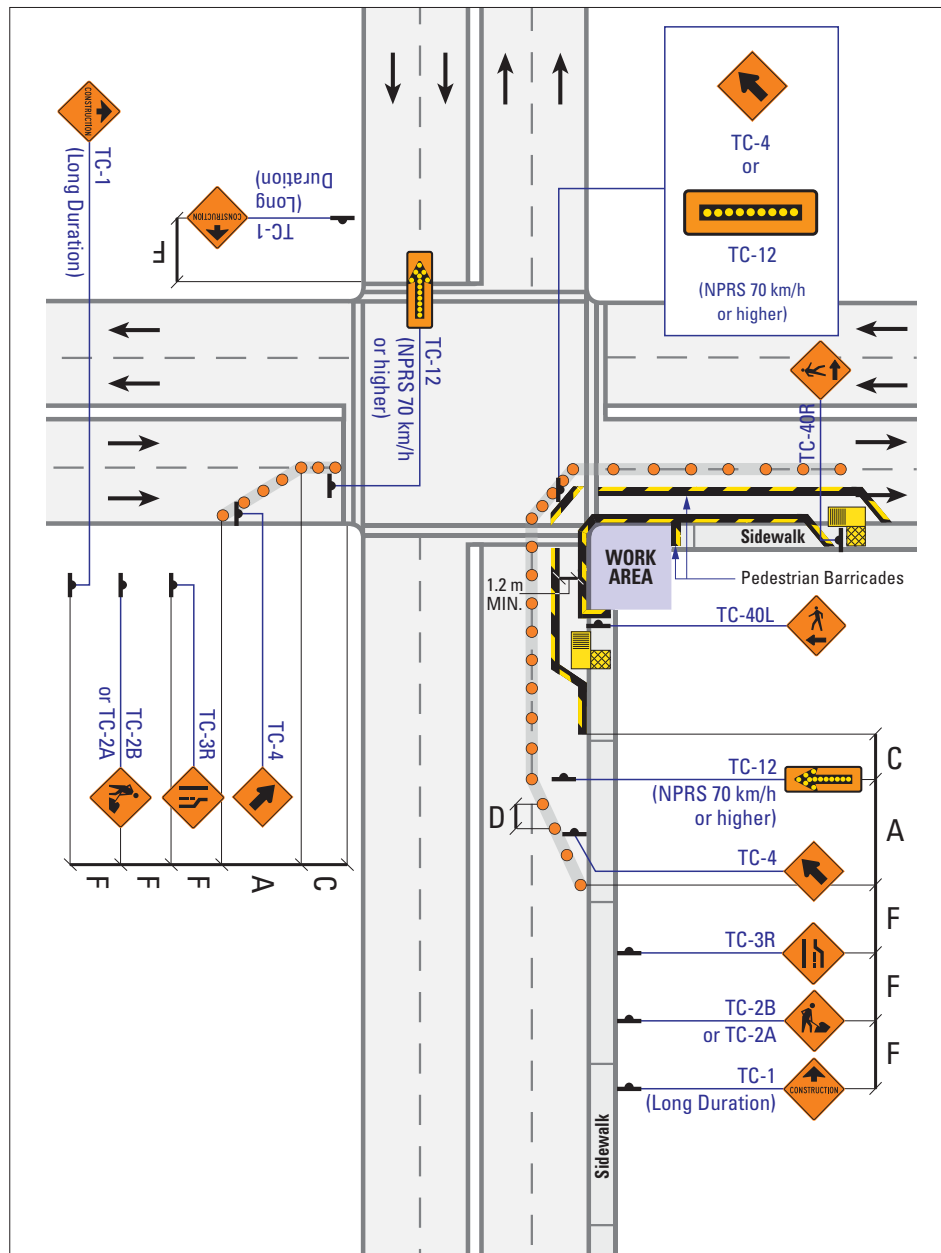 CONSTRUCTION
TC-1
(Long Duration)
CONSTRUCTION
TC-1
(Long
Duration)
F
TC-4
or
TC-12
(NPRS 70 km/h
or higher)
TC-12
(NPRS 70 km/h
or higher)
TC-40R
Sidewalk
WORK
AREA
1.2 m
MIN.
Pedestrian Barricades
TC-40L
TC-2B
or TC-2A
TC-3R
TC-4
F
F
F
A
C
C
TC-12
(NPRS 70 km/h
or higher)
D
A
TC-4
F
TC-3R
F
TC-2B
or TC-2A
F
TC-1
(Long Duration)
CONSTRUCTION
Sidewalk